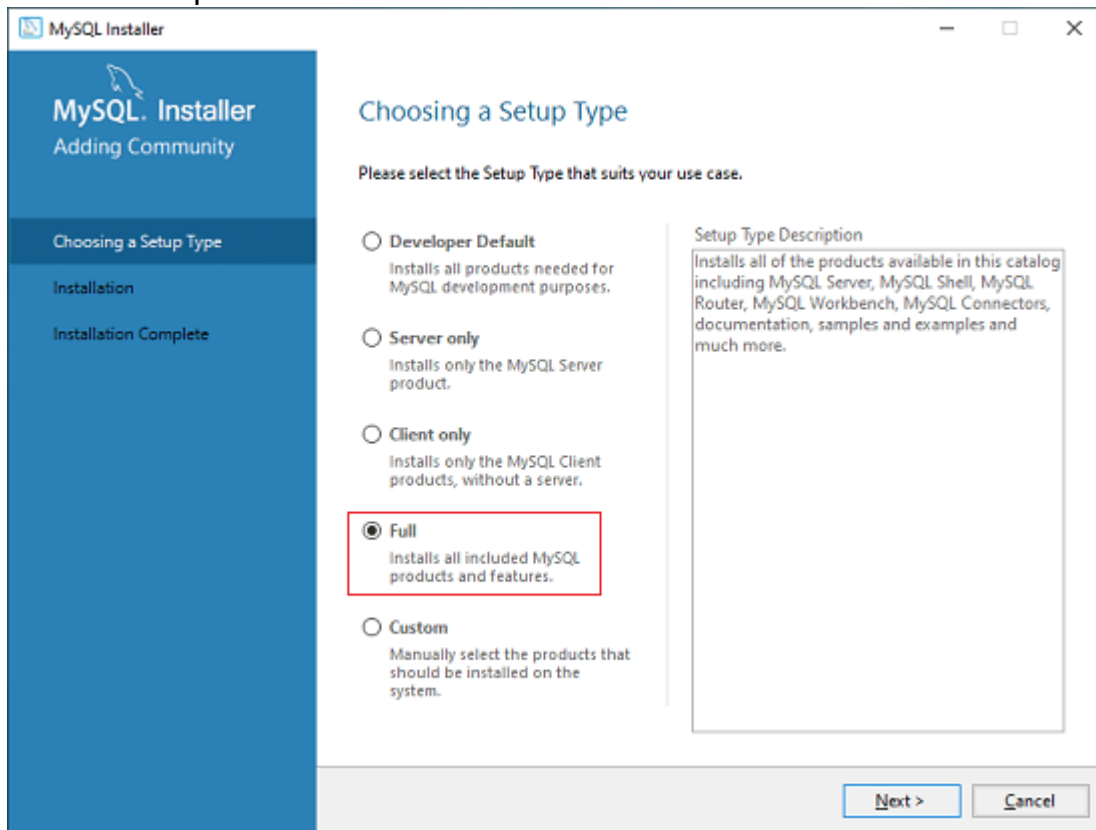 MySQL Installer
MySQL. Installer
Adding Community
Choosing a Setup Type
Installation
Installation Complete
Choosing a Setup Type
Please select the Setup Type that suits your use case.
Developer Default
Installs all products needed for
MySQL development purposes.
Server only
Installs only the MySQL Server
product.
Client only
Installs only the MySQL Client
products, without a server.
Full
Installs all included MySQL
products and features.
Custom
Manually select the products that
should be installed on the
system.
Setup Type Description
Installs all of the products available in this catalog
including MySQL Server, MySQL Shell, MySQL
Router, MySQL Workbench, MySQL Connectors,
documentation, samples and examples and
much more.
Next >
Cancel